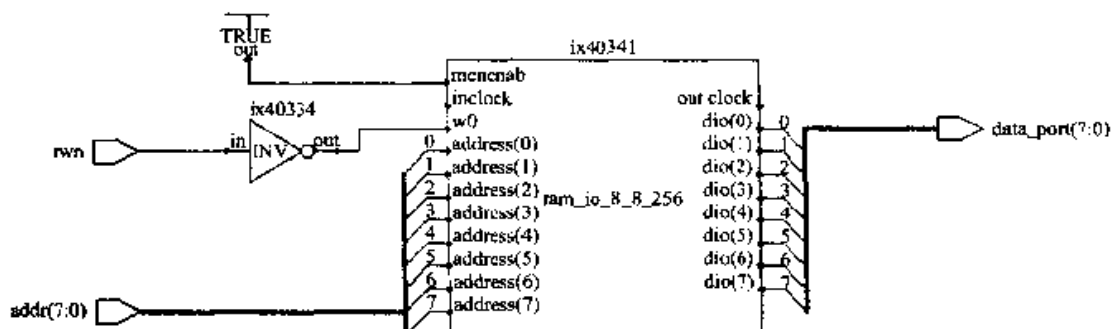 TRUE
out
ix40341
memenab
inclock
out clock
ix40334
w0
dio(0) 0
rwn
in INV out
0 address(0)
dio(1) 1
data_port(7:0)
1 address(1)
dio(2) 2
2 address(2)
ram_io_8_8_256
dio(3) 3
3 address(3)
dio(4) 4
4 address(4)
dio(5) 5
5 address(5)
dio(6) 6
6 address(6)
dio(7) 7
addr(7:0)
7 address(7)